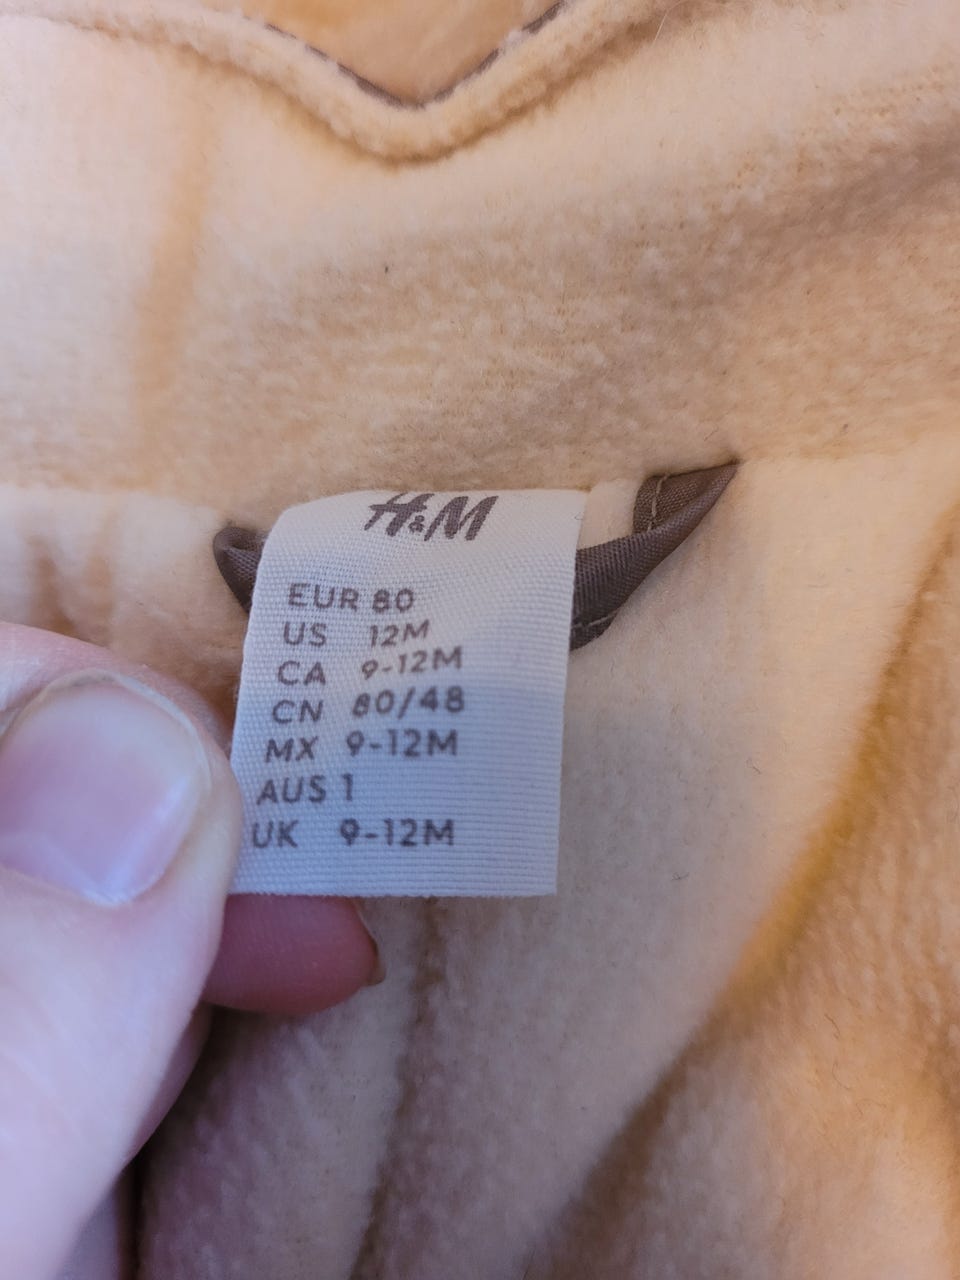 H&M
EUR 80
US 12M
CA 9-12M
CN 80/48
MX 9-12M
AUS 1
UK 9-12M